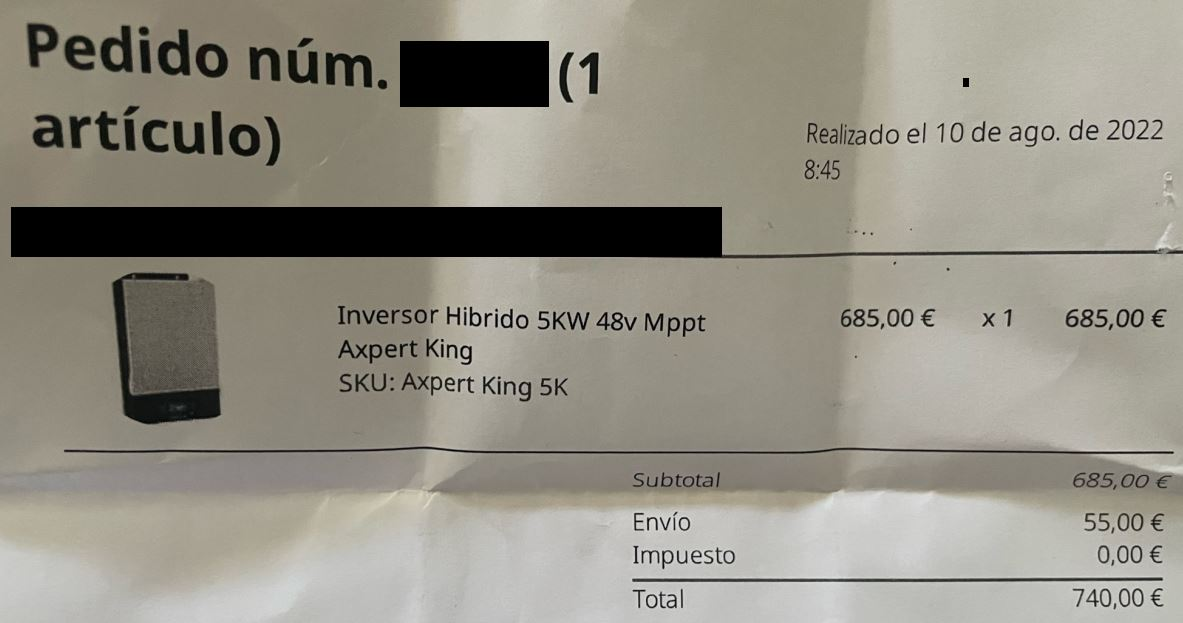 Pedido núm. (1
artículo)
Realizado el 10 de ago. de 2022
8:45
Inversor Hibrido 5KW 48v Mppt 685,00 € x 1 685,00 €
Axpert King
SKU: Axpert King 5K
Subtotal 685,00 €
Envío 55,00 €
Impuesto 0,00 €
Total 740,00 €